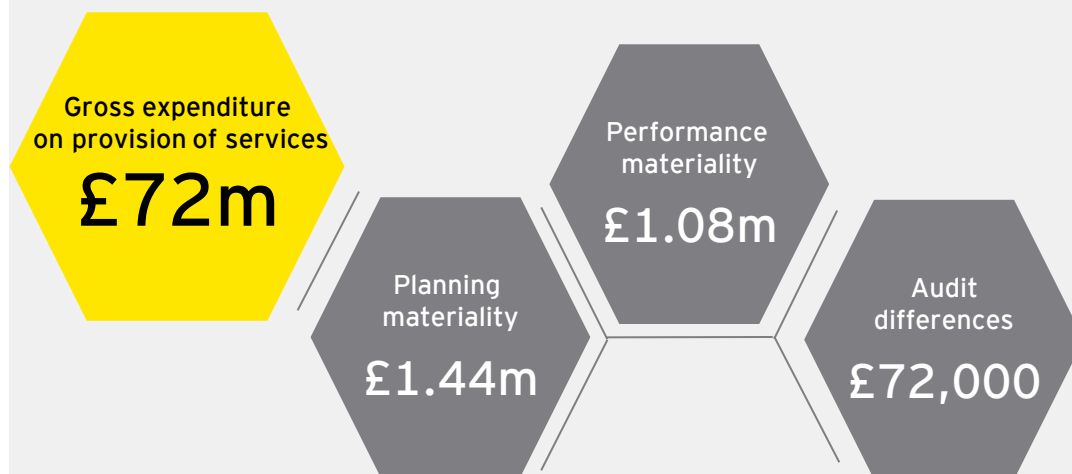 Gross expenditure
on provision of services
£72m
Planning
materiality
£1.44m
Performance
materiality
£1.08m
Audit
differences
£72,000